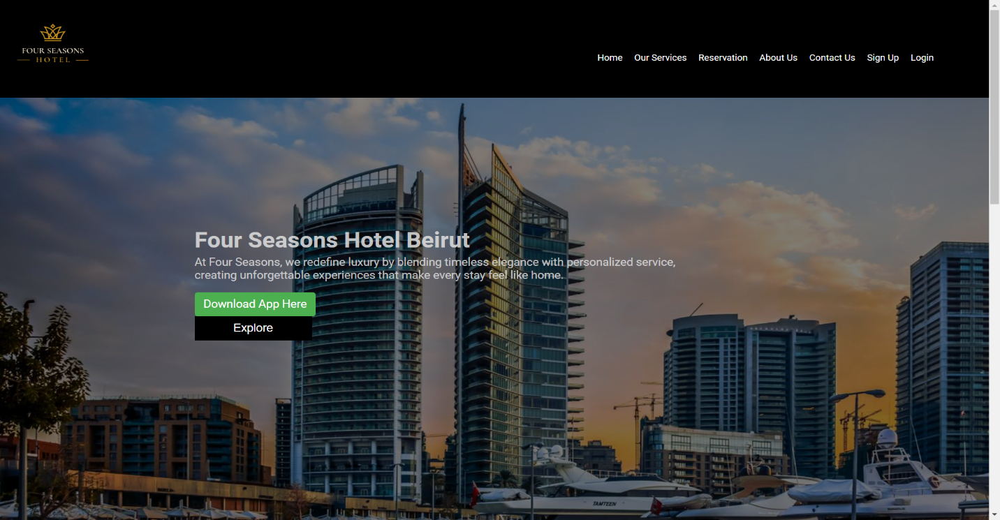 FOUR SEASONS
HOTEL
Home Our Services Reservation About Us Contact Us Sign Up Login
Four Seasons Hotel Beirut
At Four Seasons, we redefine luxury by blending timeless elegance with personalized service,
creating unforgettable experiences that make every stay feel like home.
Download App Here
Explore
TAMTEEN